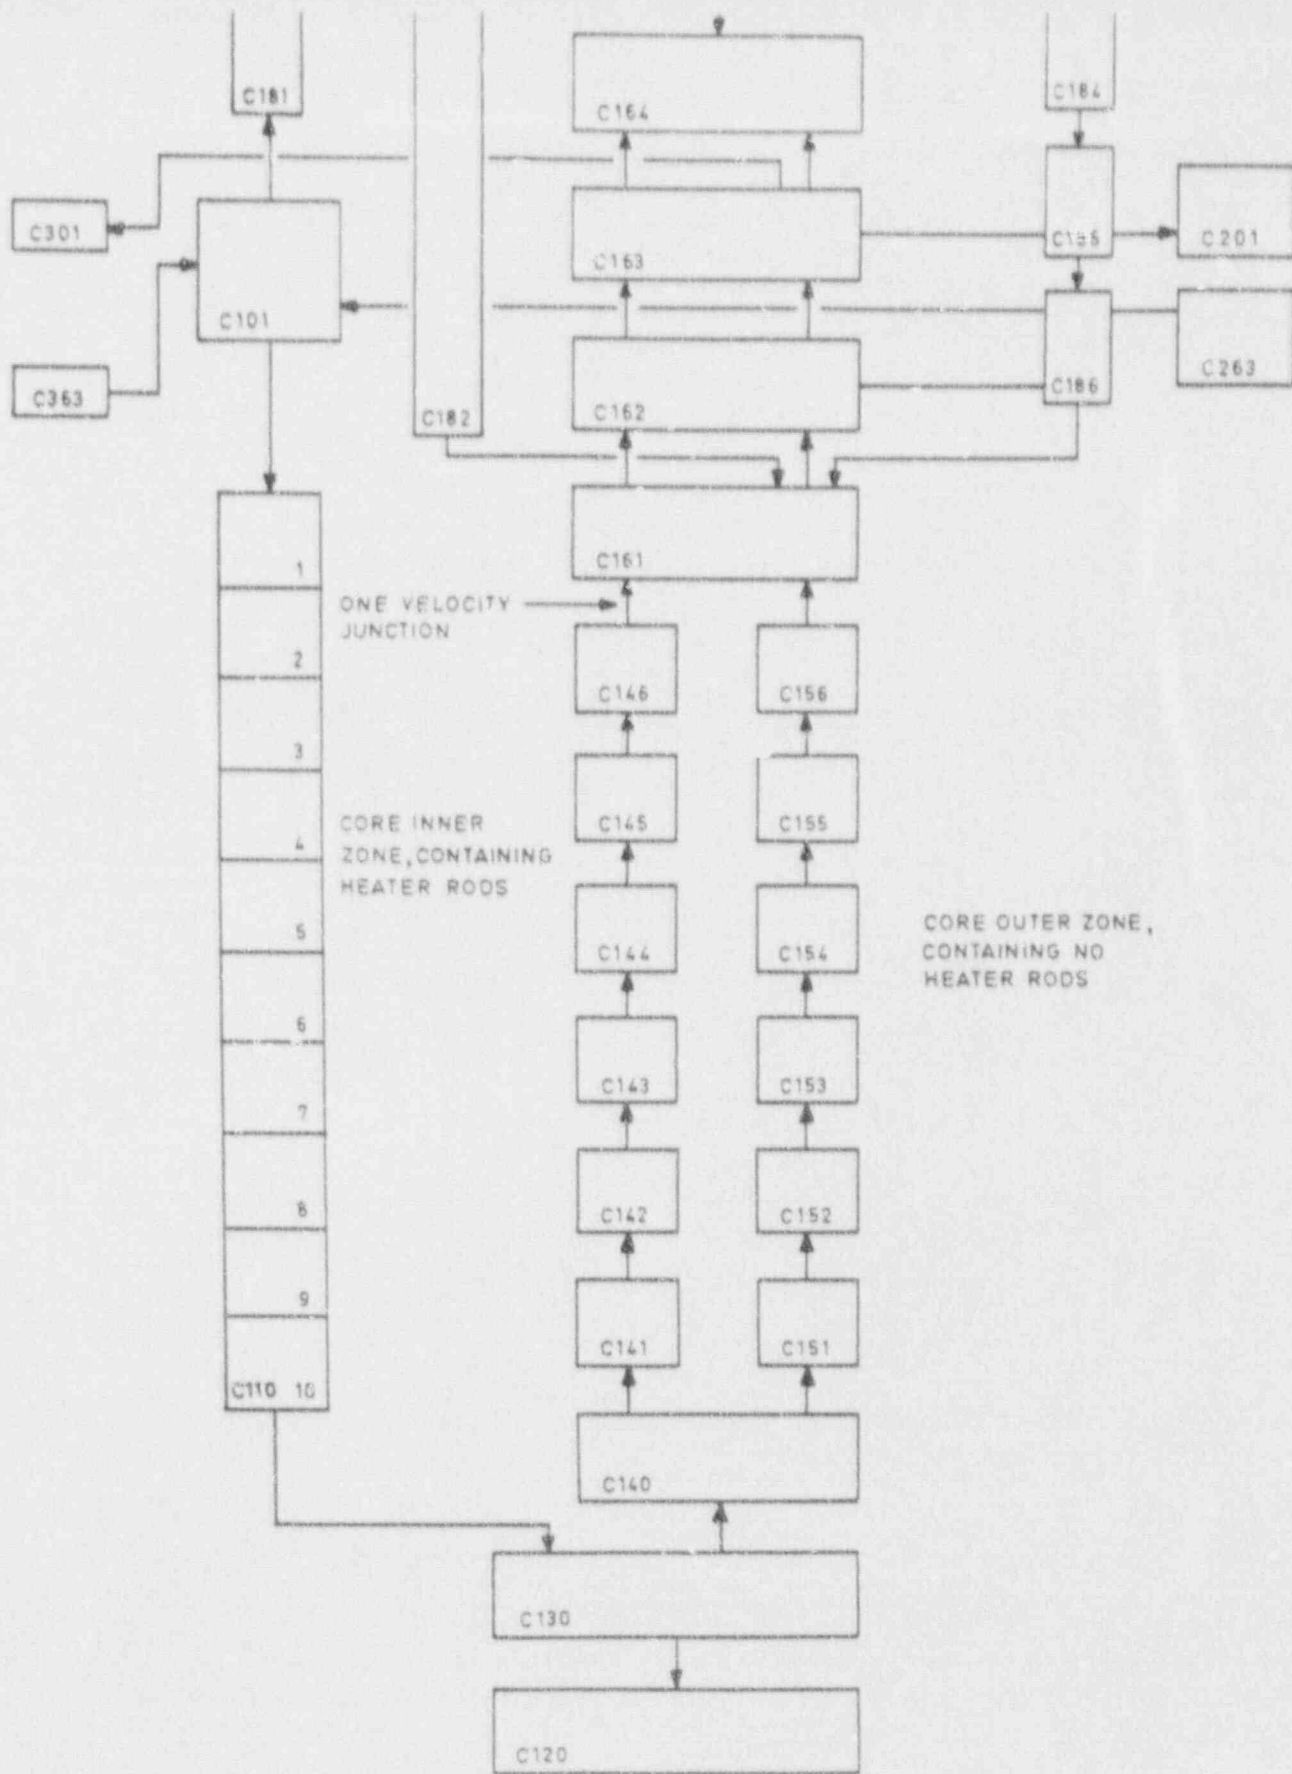 C181
C164
C184
C301
C101
C163
C185
C201
C363
C182
C162
C186
C263
C161
1
ONE VELOCITY
JUNCTION
2
C146
C156
3
CORE INNER
ZONE, CONTAINING
HEATER RODS
4
C145
C155
5
C144
C154
CORE OUTER ZONE,
CONTAINING NO
HEATER RODS
6
C143
C153
7
8
C142
C152
9
C141
C151
C110 10
C140
C130
C120